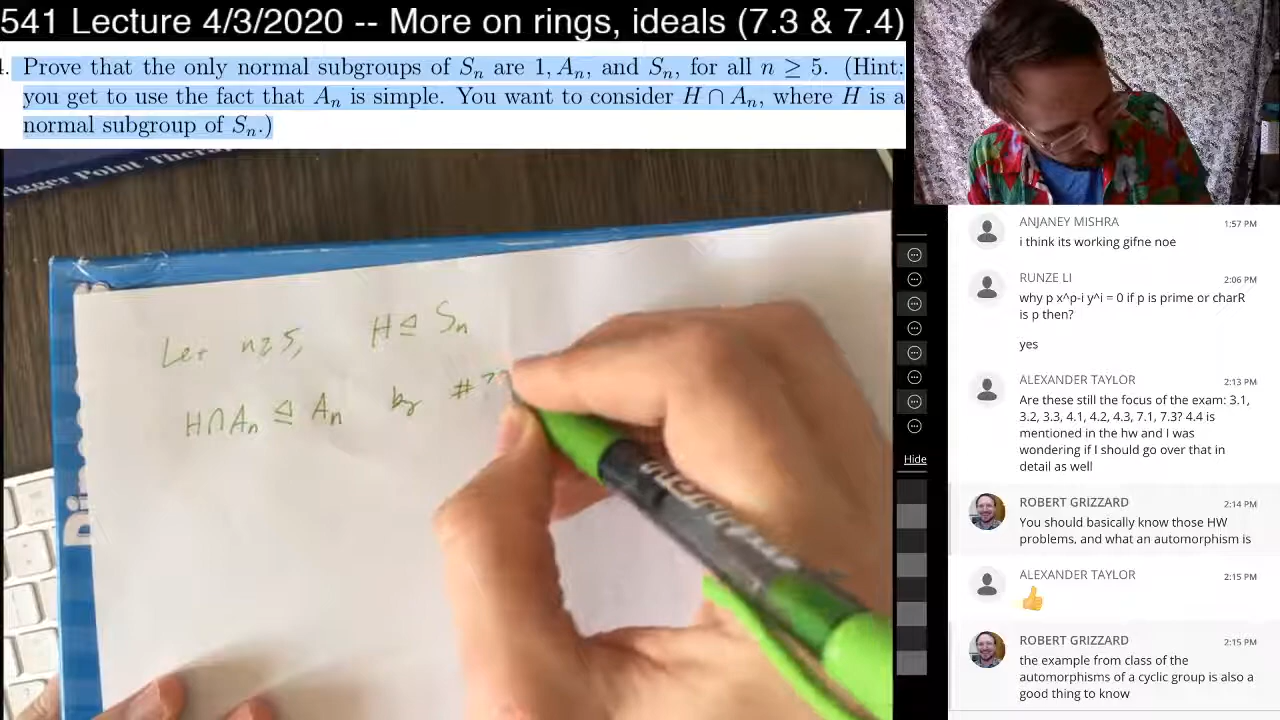 541 Lecture 4/3/2020 -- More on rings, ideals (7.3 & 7.4)
Prove that the only normal subgroups of Sₙ are 1, Aₙ, and Sₙ, for all n ≥ 5. (Hint:
you get to use the fact that Aₙ is simple. You want to consider H ∩ Aₙ, where H is a
normal subgroup of Sₙ.)
Let n≥5, H ⊴ Sₙ
H∩Aₙ ⊴ Aₙ by #
Hide
ANJANEY MISHRA 1:57 PM
i think its working gifne noe
RUNZE LI 2:06 PM
why p x^p-i y^i = 0 if p is prime or charR
is p then?
yes
ALEXANDER TAYLOR 2:13 PM
Are these still the focus of the exam: 3.1,
3.2, 3.3, 4.1, 4.2, 4.3, 7.1, 7.3? 4.4 is
mentioned in the hw and I was
wondering if I should go over that in
detail as well
ROBERT GRIZZARD 2:14 PM
You should basically know those HW
problems, and what an automorphism is
ALEXANDER TAYLOR 2:15 PM
ROBERT GRIZZARD 2:15 PM
the example from class of the
automorphisms of a cyclic group is also a
good thing to know